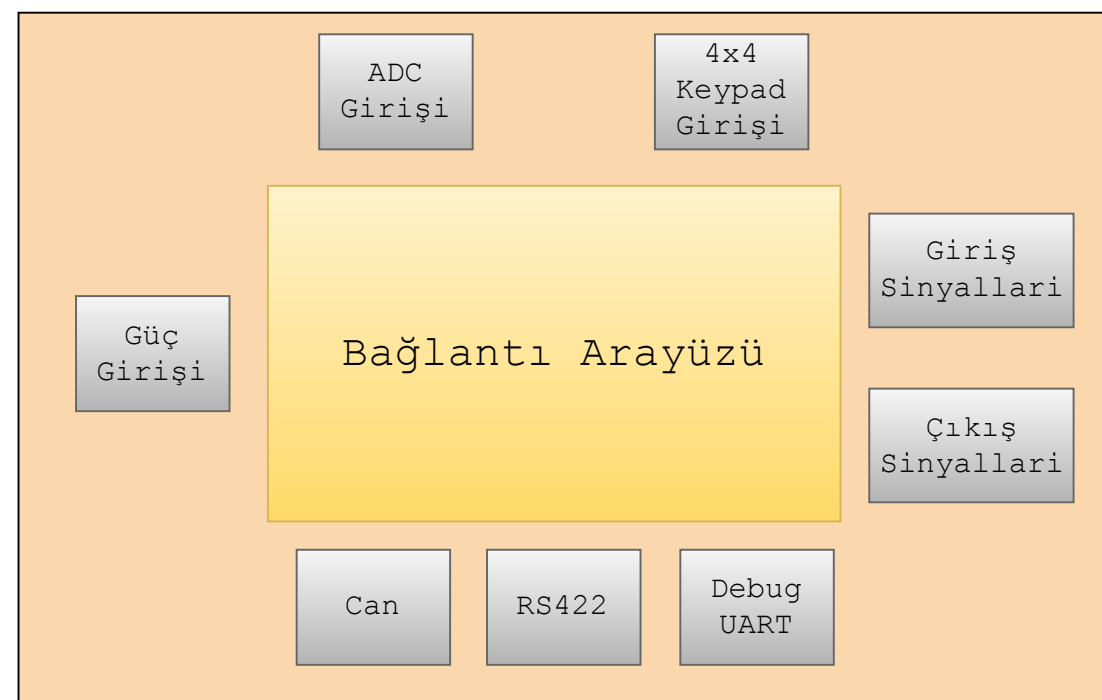 ADC
Girişi
4x4
Keypad
Girişi
Giriş
Sinyallari
Güç
Girişi
Bağlantı Arayüzü
Çıkış
Sinyallari
Can
RS422
Debug
UART